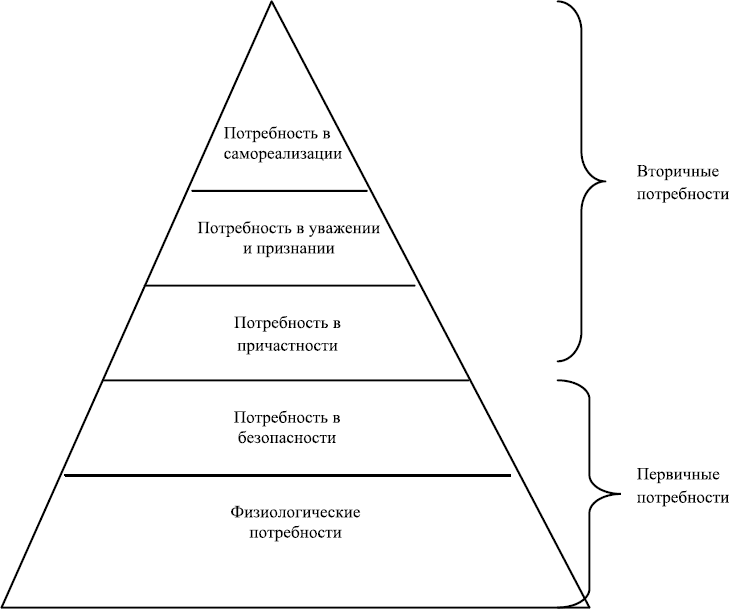 Потребность в
самореализации
Потребность в уважении
и признании
Потребность в
причастности
Потребность в
безопасности
Физиологические
потребности
Вторичные
потребности
Первичные
потребности